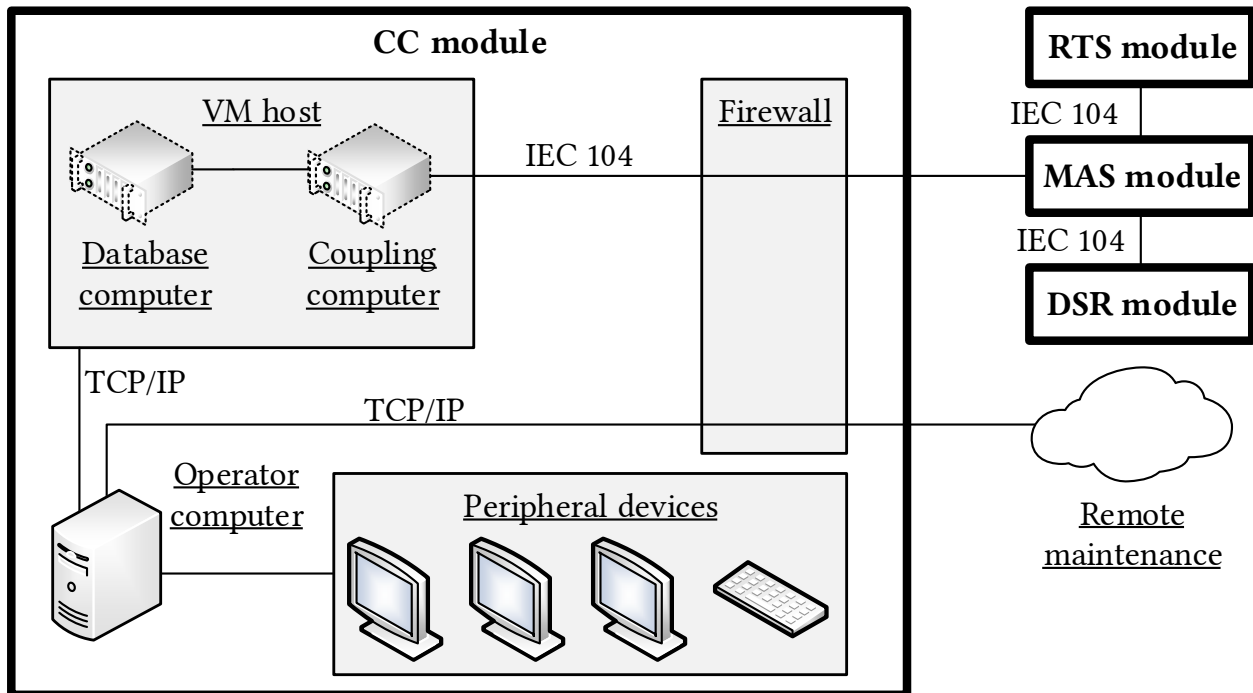 CC module
VM host
Database
computer
Coupling
computer
IEC 104
Firewall
RTS module
IEC 104
MAS module
IEC 104
DSR module
TCP/IP
TCP/IP
Operator
computer
Peripheral devices
Remote
maintenance